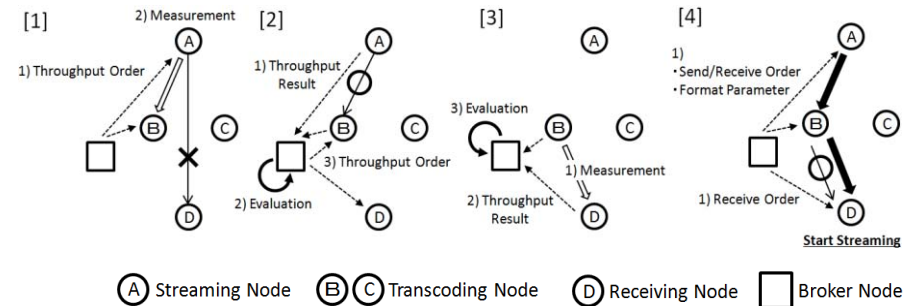 [1]
2) Measurement
A
1) Throughput Order
B
C
D
[2]
A
1) Throughput
Result
B
C
3) Throughput Order
2) Evaluation
D
[3]
A
3) Evaluation
B
C
1) Measurement
2) Throughput
Result
D
[4]
A
1)
・Send/Receive Order
・Format Parameter
B
C
1) Receive Order
D
Start Streaming
A Streaming Node
B C Transcoding Node
D Receiving Node
Broker Node